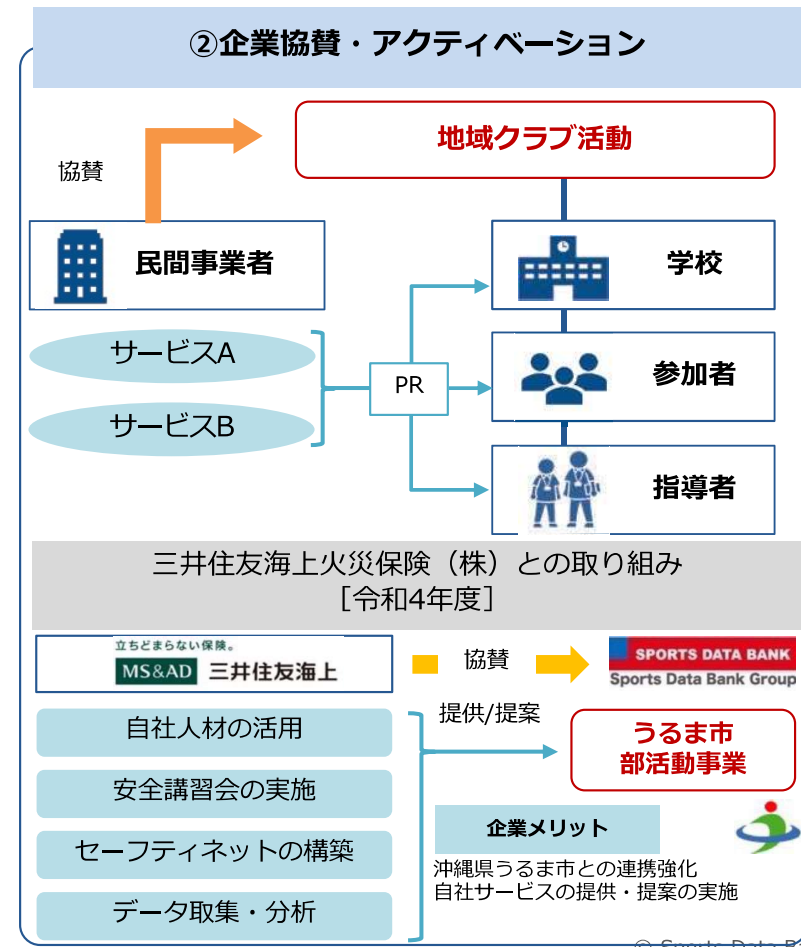 ②企業協賛・アクティベーション
地域クラブ活動
協賛
民間事業者
学校
サービスA
参加者
PR
サービスB
指導者
三井住友海上火災保険（株）との取り組み
［令和4年度］
立ちどまらない保険。
MS&AD 三井住友海上
協賛
SPORTS DATA BANK
Sports Data Bank Group
自社人材の活用
提供/提案
うるま市
部活動事業
安全講習会の実施
企業メリット
セーフティネットの構築
沖縄県うるま市との連携強化
自社サービスの提供・提案の実施
データ取集・分析